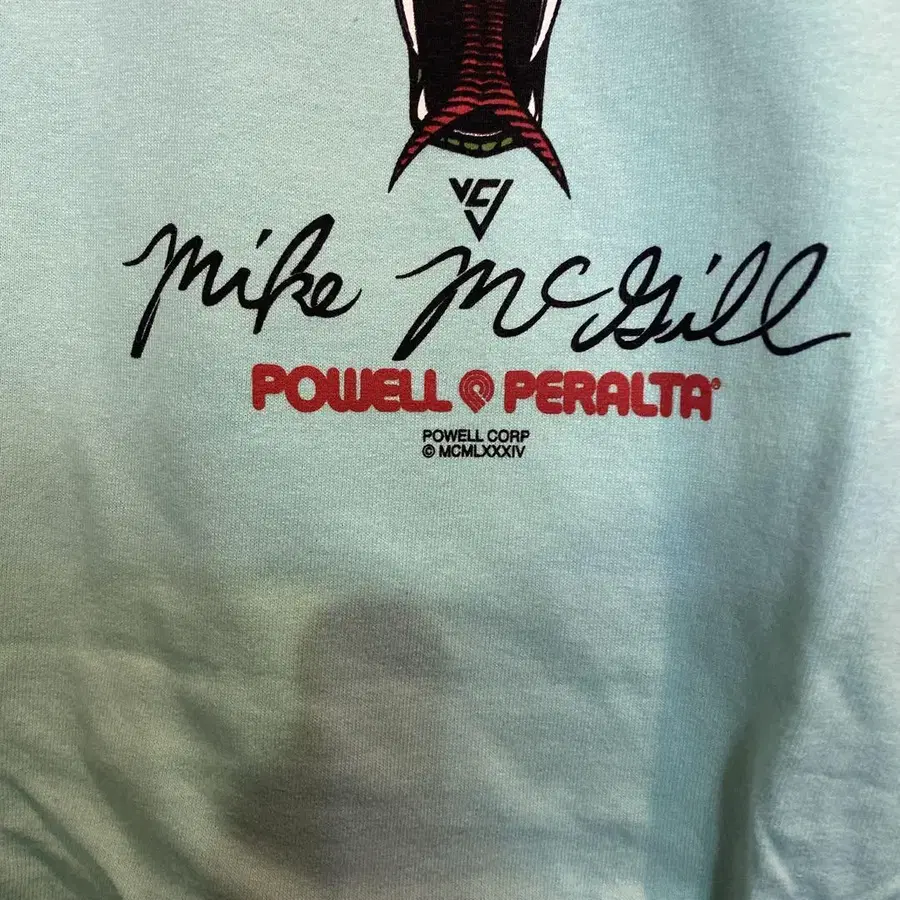 Mike McGill
POWELL PERALTA®
POWELL CORP
© MCMLXXXIV